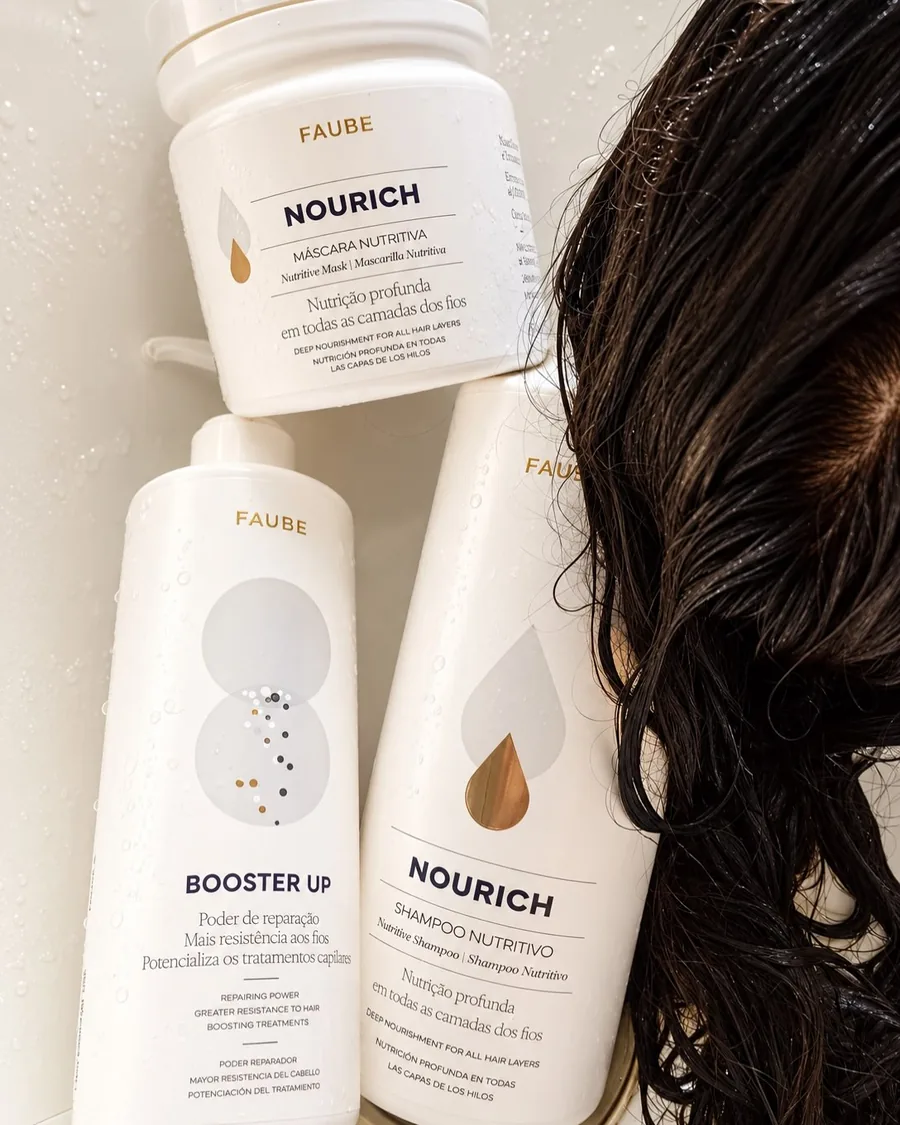 FAUBE
NOURICH
MÁSCARA NUTRITIVA
Nutritive Mask | Mascarilla Nutritiva
Nutrição profunda
em todas as camadas dos fios
DEEP NOURISHMENT FOR ALL HAIR LAYERS
NUTRICIÓN PROFUNDA EN TODAS
LAS CAPAS DE LOS HILOS
FAUBE
BOOSTER UP
Poder de reparação
Mais resistência aos fios
Potencializa os tratamentos capilares
REPAIRING POWER
GREATER RESISTANCE TO HAIR
BOOSTING TREATMENTS
PODER REPARADOR
MAYOR RESISTENCIA DEL CABELLO
POTENCIACIÓN DEL TRATAMIENTO
FAUB
NOURICH
SHAMPOO NUTRITIVO
Nutritive Shampoo | Shampoo Nutritivo
Nutrição profunda
em todas as camadas dos fios
DEEP NOURISHMENT FOR ALL HAIR LAYERS
NUTRICIÓN PROFUNDA EN TODAS
LAS CAPAS DE LOS HILOS